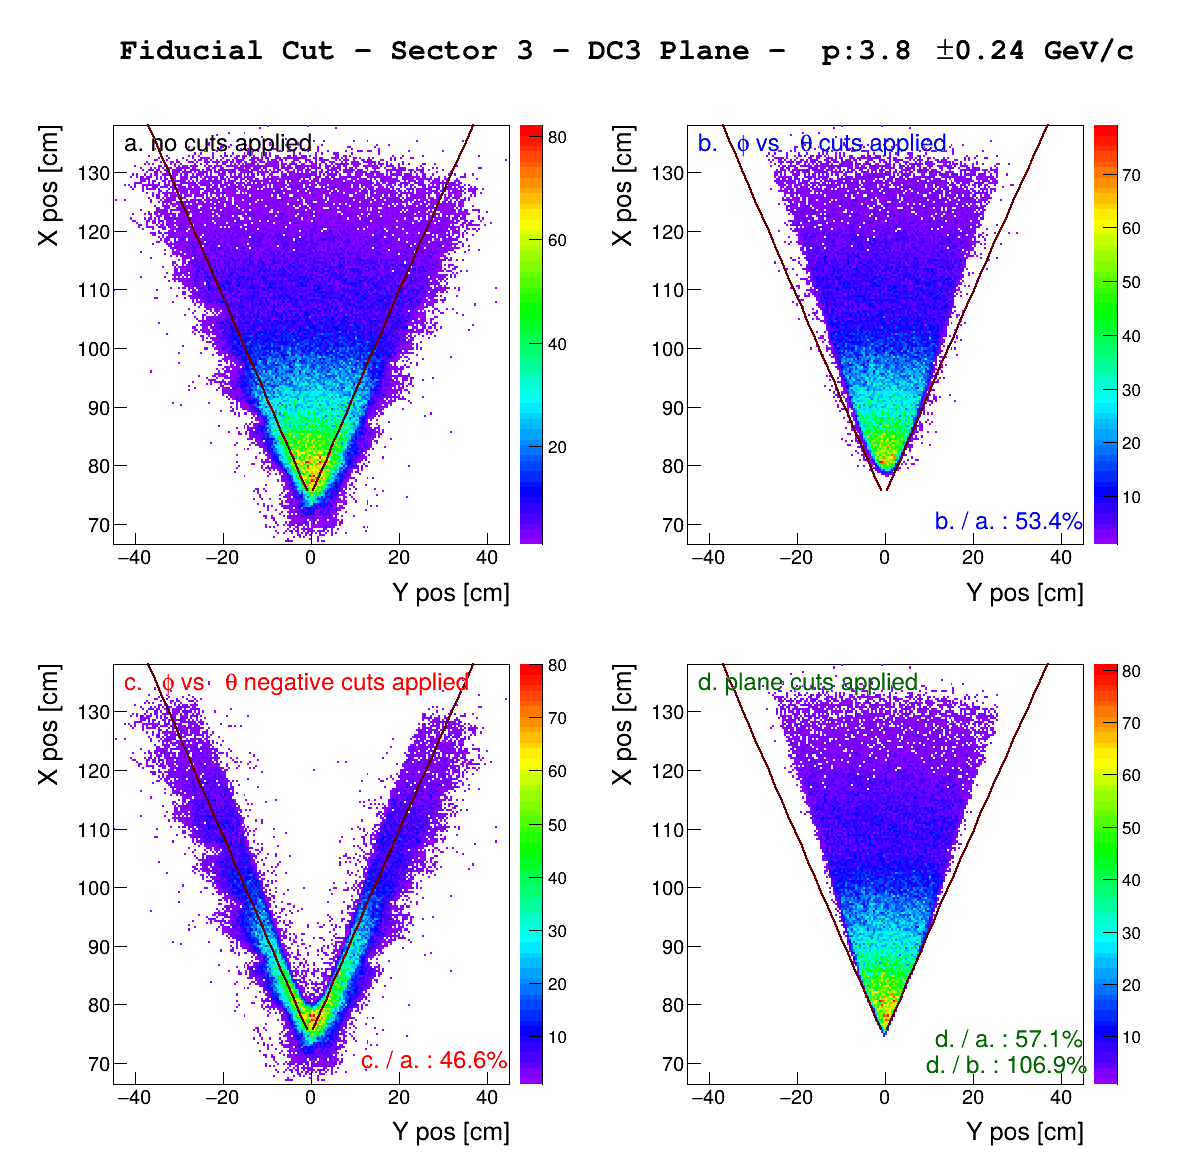 Fiducial Cut – Sector 3 – DC3 Plane – p:3.8 ±0.24 GeV/c
a. no cuts applied
X pos [cm]
130
120
110
100
90
80
70
−40 −20 0 20 40
Y pos [cm]
80
60
40
20
b. ϕ vs θ cuts applied
X pos [cm]
130
120
110
100
90
80
70
b. / a. : 53.4%
−40 −20 0 20 40
Y pos [cm]
70
60
50
40
30
20
10
c. ϕ vs θ negative cuts applied
X pos [cm]
130
120
110
100
90
80
70
c. / a. : 46.6%
−40 −20 0 20 40
Y pos [cm]
80
70
60
50
40
30
20
10
d. plane cuts applied
X pos [cm]
130
120
110
100
90
80
70
d. / a. : 57.1%
d. / b. : 106.9%
−40 −20 0 20 40
Y pos [cm]
80
70
60
50
40
30
20
10